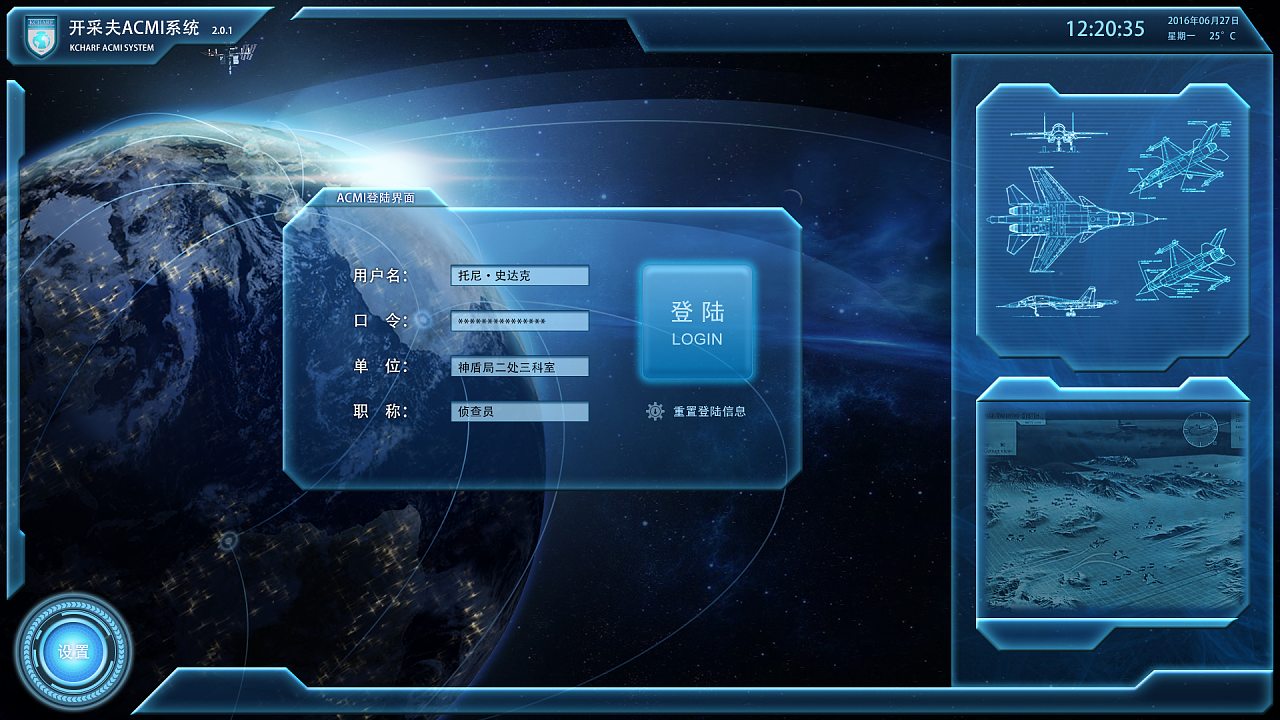 KCHARF
开采夫ACMI系统 2.0.1
KCHARF ACMI SYSTEM
12:20:35
2016年06月27日
星期一 25°C
ACMI登陆界面
用户名： 托尼·史达克
口 令： ***************
单 位： 神盾局二处三科室
职 称： 侦查员
登 陆
LOGIN
重置登陆信息
设置